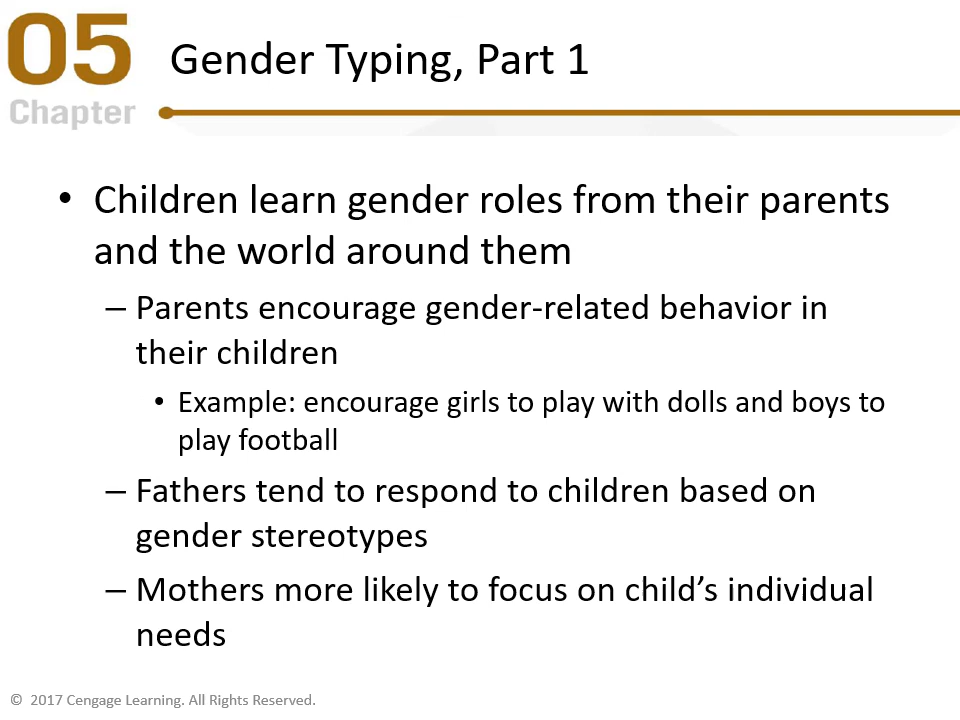 05
Chapter
Gender Typing, Part 1
• Children learn gender roles from their parents
and the world around them
– Parents encourage gender-related behavior in
their children
• Example: encourage girls to play with dolls and boys to
play football
– Fathers tend to respond to children based on
gender stereotypes
– Mothers more likely to focus on child’s individual
needs
© 2017 Cengage Learning. All Rights Reserved.